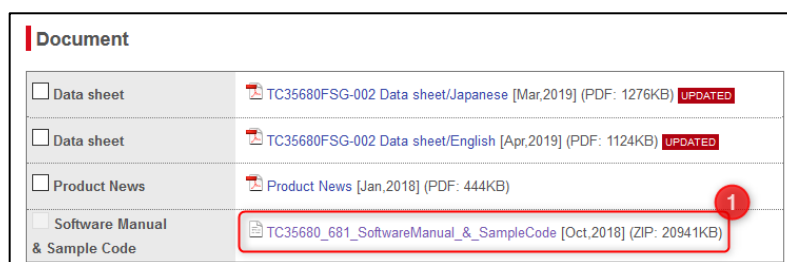 Document
Data sheet TC35680FSG-002 Data sheet/Japanese [Mar,2019] (PDF: 1276KB) UPDATED
Data sheet TC35680FSG-002 Data sheet/English [Apr,2019] (PDF: 1124KB) UPDATED
Product News Product News [Jan,2018] (PDF: 444KB)
1
Software Manual
& Sample Code TC35680_681_SoftwareManual_&_SampleCode [Oct,2018] (ZIP: 20941KB)